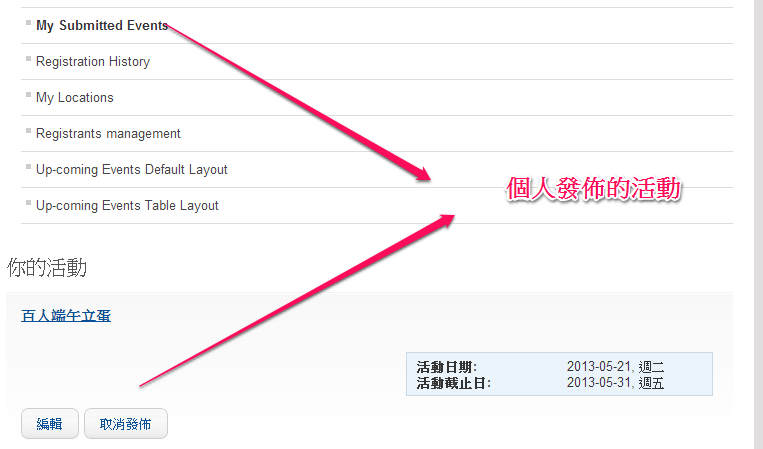 My Submitted Events
Registration History
My Locations
Registrants management
Up-coming Events Default Layout
個人發佈的活動
Up-coming Events Table Layout
你的活動
百人端午立蛋
活動日期: 2013-05-21, 週二
活動截止日: 2013-05-31, 週五
編輯 取消發佈